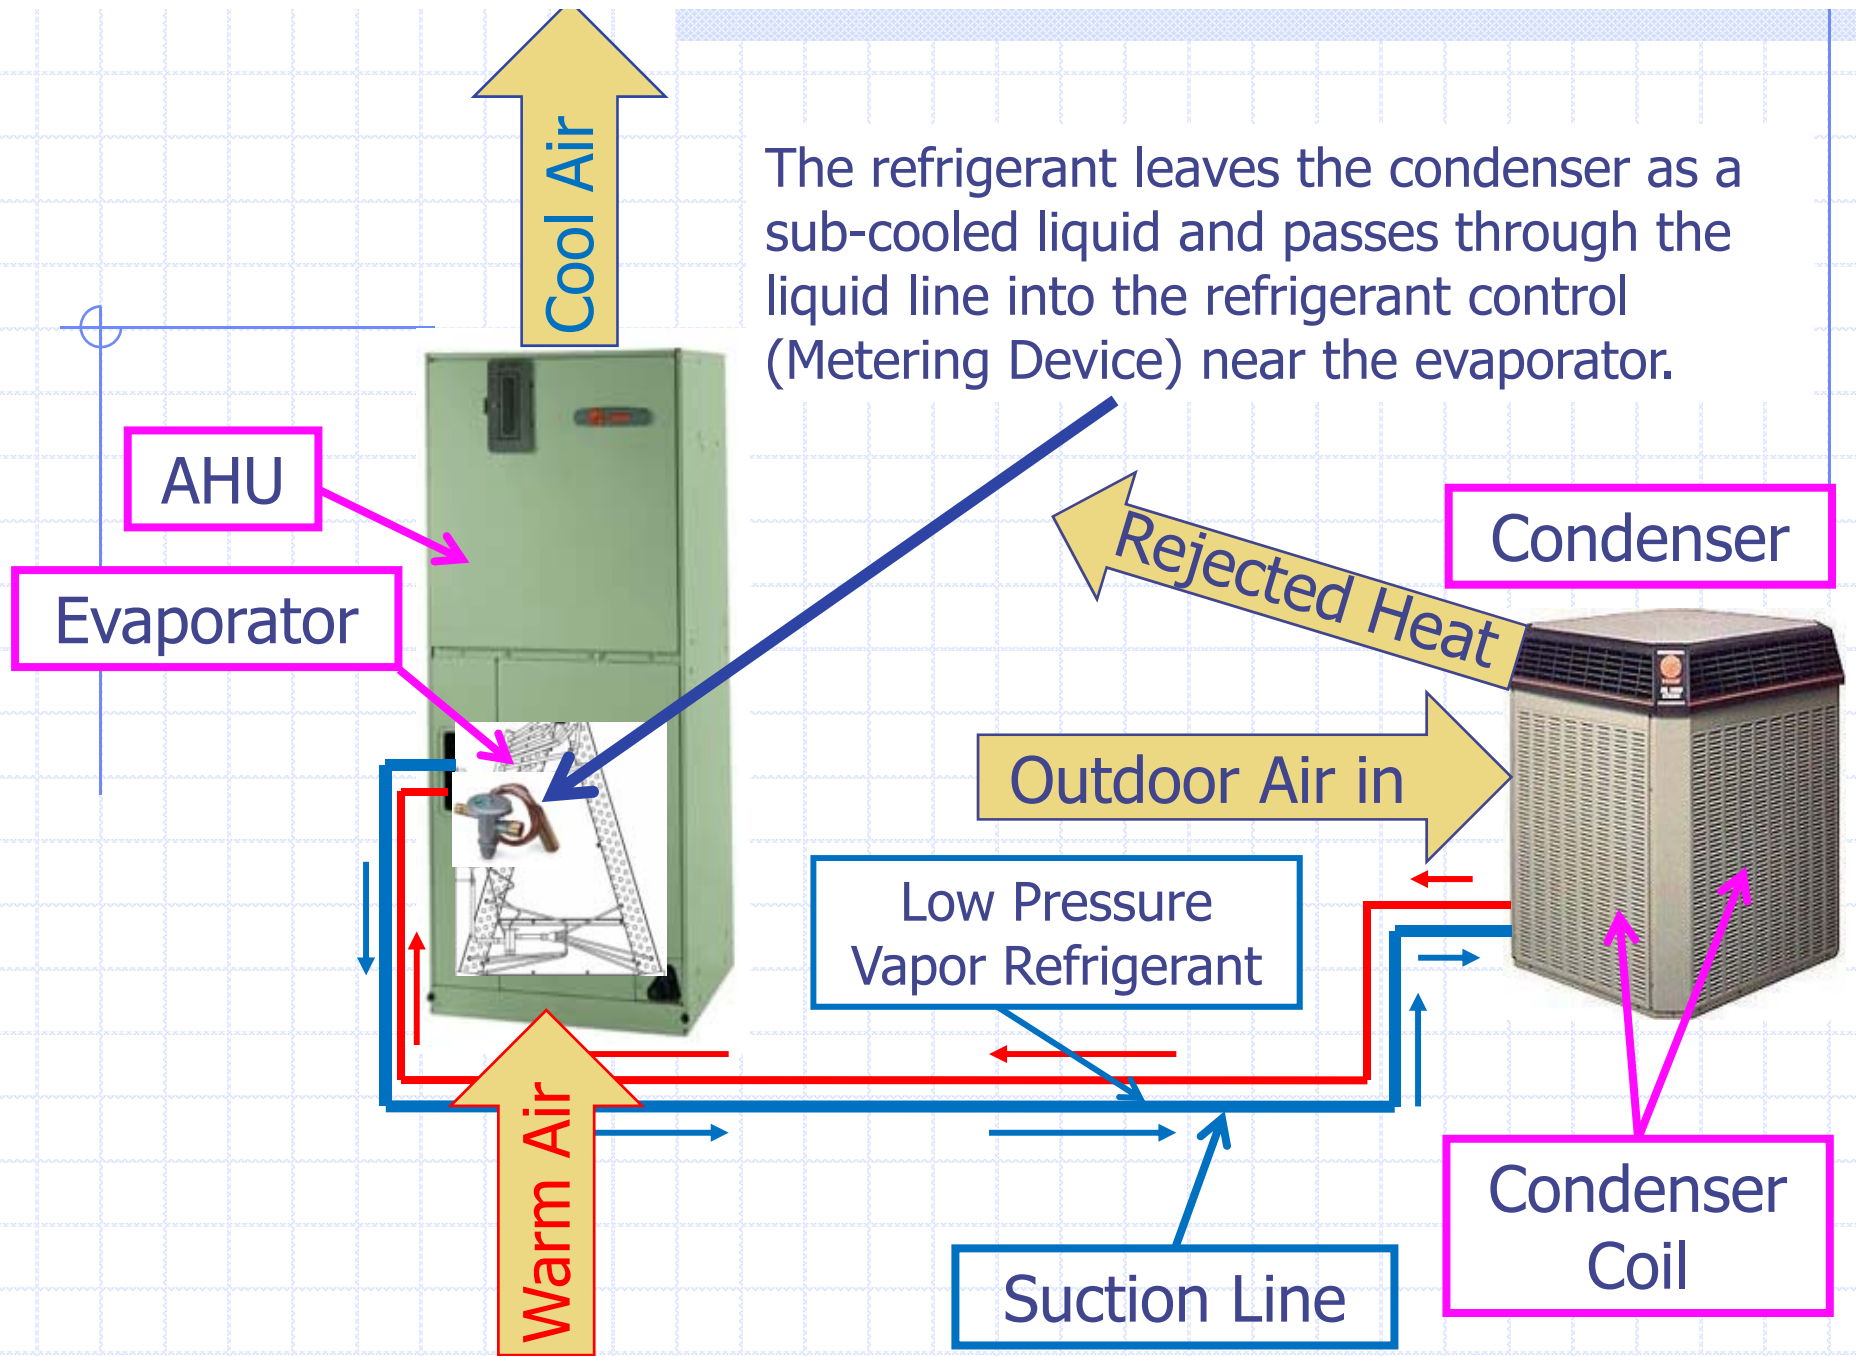 Cool Air
The refrigerant leaves the condenser as a
sub-cooled liquid and passes through the
liquid line into the refrigerant control
(Metering Device) near the evaporator.
AHU
Evaporator
Rejected Heat
Condenser
Outdoor Air in
Low Pressure
Vapor Refrigerant
Warm Air
Suction Line
Condenser
Coil